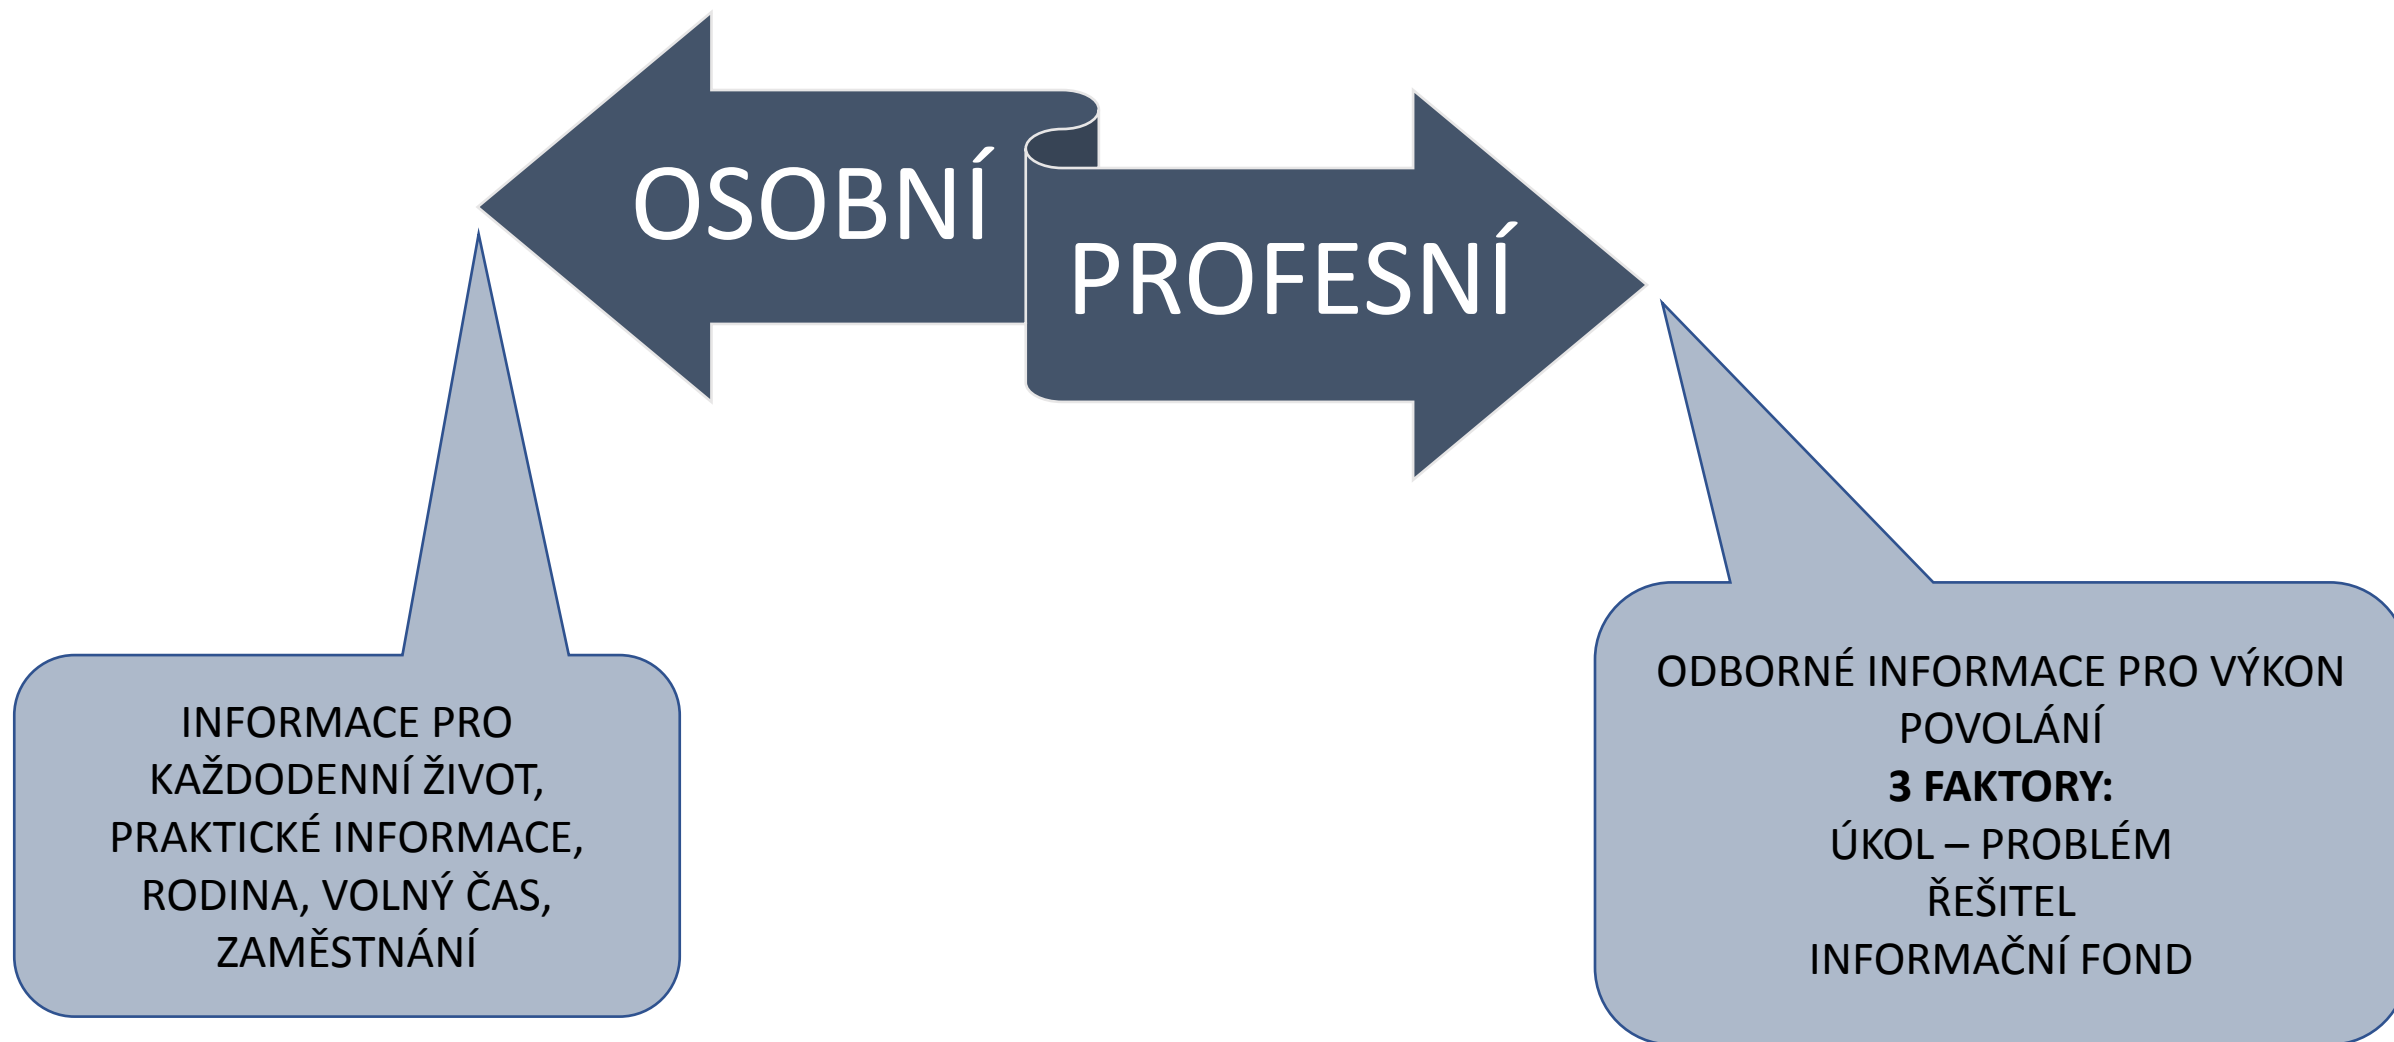 OSOBNÍ
PROFESNÍ
INFORMACE PRO
KAŽDODENNÍ ŽIVOT,
PRAKTICKÉ INFORMACE,
RODINA, VOLNÝ ČAS,
ZAMĚSTNÁNÍ
ODBORNÉ INFORMACE PRO VÝKON
POVOLÁNÍ
3 FAKTORY:
ÚKOL – PROBLÉM
ŘEŠITEL
INFORMAČNÍ FOND